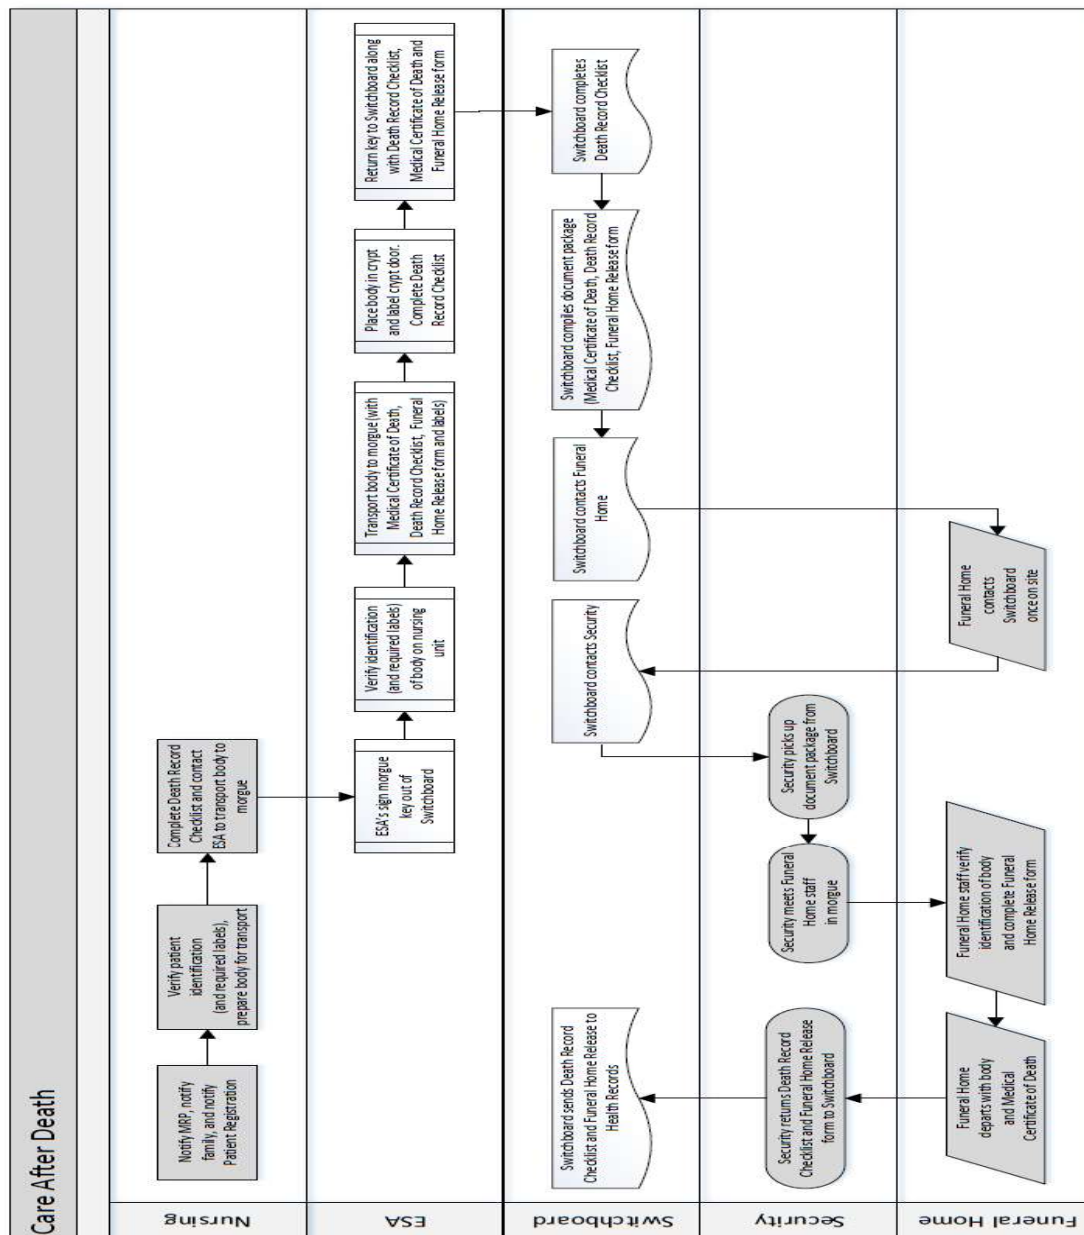 Care After Death
Nursing
Notify MRP, notify
family, and notify
Patient Registration
Verify patient
identification
(and required labels),
prepare body for transport
Complete Death Record
Checklist and contact
ESA to transport body to
morgue
ESA
ESA's sign morgue
key out of
Switchboard
Verify identification
(and required labels)
of body on nursing
unit
Transport body to morgue (with
Medical Certificate of Death,
Death Record Checklist, Funeral
Home Release form and labels)
Place body in crypt
and label crypt door.
Complete Death
Record Checklist
Return key to Switchboard along
with Death Record Checklist,
Medical Certificate of Death and
Funeral Home Release form
Switchboard
Switchboard completes
Death Record Checklist
Switchboard compiles document package
(Medical Certificate of Death, Death Record
Checklist, Funeral Home Release form
Switchboard contacts Funeral
Home
Switchboard contacts Security
Switchboard sends Death Record
Checklist and Funeral Home Release to
Health Records
Security
Security picks up
document package from
Switchboard
Security meets Funeral
Home staff
in morgue
Security returns Death Record
Checklist and Funeral Home Release
form to Switchboard
Funeral Home
Funeral Home
contacts
Switchboard
once on site
Funeral Home staff verify
identification of body
and complete Funeral
Home Release form
Funeral Home
departs with body
and Medical
Certificate of Death